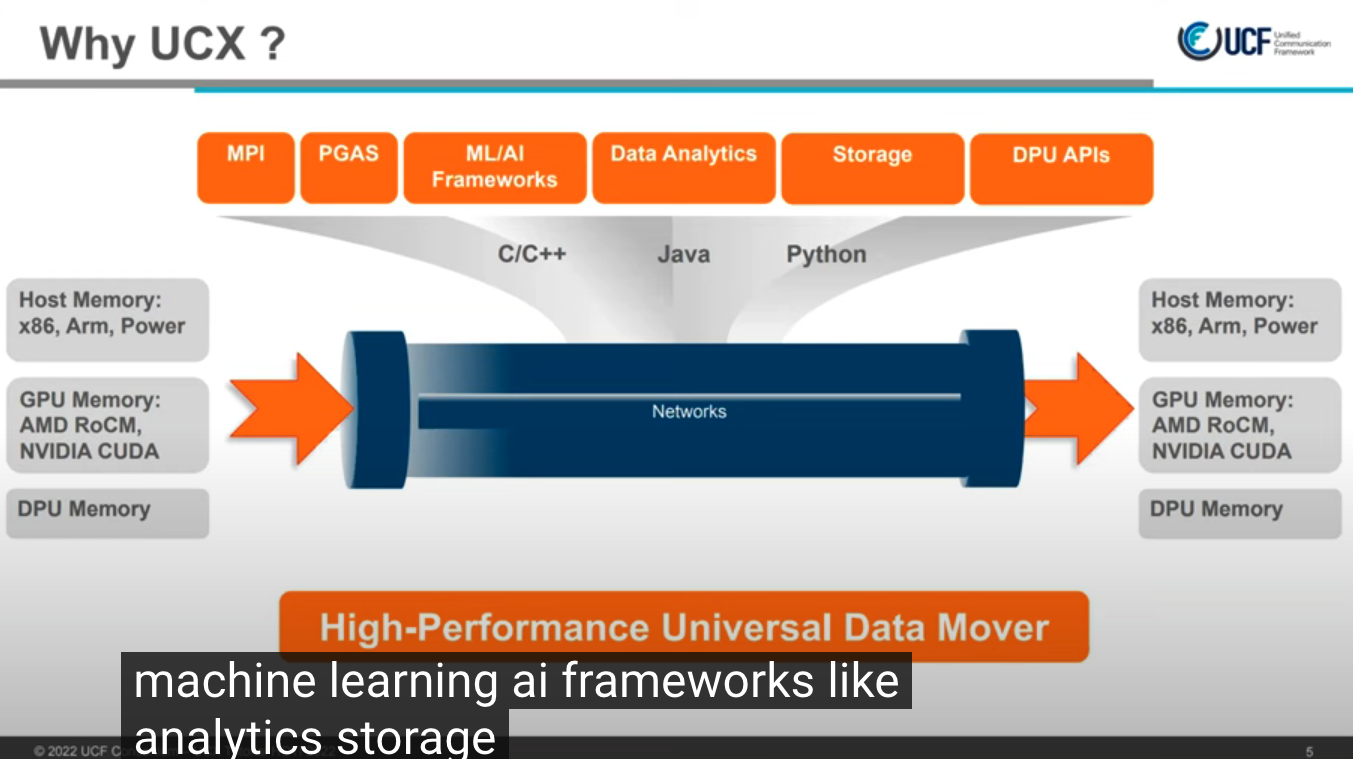 Why UCX ?
UCF
Unified
Communication
Framework
MPI
PGAS
ML/AI
Frameworks
Data Analytics
Storage
DPU APIs
C/C++
Java
Python
Host Memory:
x86, Arm, Power
GPU Memory:
AMD RoCM,
NVIDIA CUDA
DPU Memory
Networks
Host Memory:
x86, Arm, Power
GPU Memory:
AMD RoCM,
NVIDIA CUDA
DPU Memory
High-Performance Universal Data Mover
machine learning ai frameworks like
analytics storage
© 2022 UCF
5